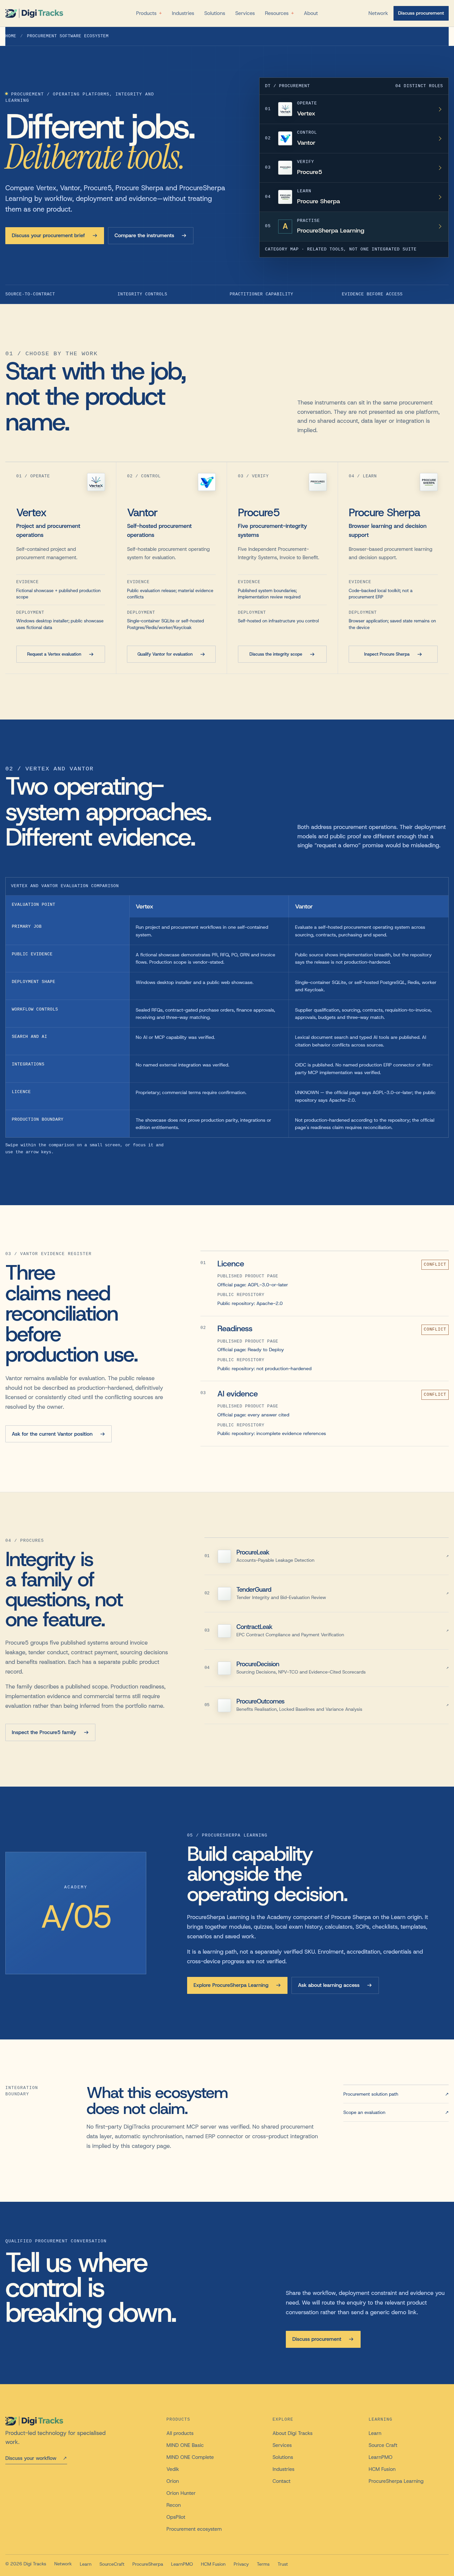 Digi Tracks
Products
Industries
Solutions
Services
Resources
About
Network
Discuss procurement
HOME / PROCUREMENT SOFTWARE ECOSYSTEM
PROCUREMENT / OPERATING PLATFORMS, INTEGRITY AND
LEARNING
Different jobs.
Deliberate tools.
Compare Vertex, Vantor, Procure5, Procure Sherpa and ProcureSherpa
Learning by workflow, deployment and evidence—without treating
them as one product.
Discuss your procurement brief →
Compare the instruments →
DT / PROCUREMENT
04 DISTINCT ROLES
01
OPERATE
Vertex
02
CONTROL
Vantor
03
VERIFY
Procure5
04
LEARN
Procure Sherpa
05
A
PRACTISE
ProcureSherpa Learning
CATEGORY MAP · RELATED TOOLS, NOT ONE INTEGRATED SUITE
SOURCE-TO-CONTRACT
INTEGRITY CONTROLS
PRACTITIONER CAPABILITY
EVIDENCE BEFORE ACCESS
01 / CHOOSE BY THE WORK
Start with the job,
not the product
name.
These instruments can sit in the same procurement
conversation. They are not presented as one platform,
and no shared account, data layer or integration is
implied.
01 / OPERATE
Vertex
Project and procurement
operations
Self-contained project and
procurement management.
EVIDENCE
Fictional showcase + published production
scope
DEPLOYMENT
Windows desktop installer; public showcase
uses fictional data
Request a Vertex evaluation →
02 / CONTROL
Vantor
Self-hosted procurement
operations
Self-hostable procurement operating
system for evaluation.
EVIDENCE
Public evaluation release; material evidence
conflicts
DEPLOYMENT
Single-container SQLite or self-hosted
Postgres/Redis/worker/Keycloak
Qualify Vantor for evaluation →
03 / VERIFY
Procure5
Five procurement-integrity
systems
Five Independent Procurement-
Integrity Systems, Invoice to Benefit.
EVIDENCE
Published system boundaries;
implementation review required
DEPLOYMENT
Self-hosted on infrastructure you control
Discuss the integrity scope →
04 / LEARN
Procure Sherpa
Browser learning and decision
support
Browser-based procurement learning
and decision support.
EVIDENCE
Code-backed local toolkit; not a
procurement ERP
DEPLOYMENT
Browser application; saved state remains on
the device
Inspect Procure Sherpa →
02 / VERTEX AND VANTOR
Two operating-
system approaches.
Different evidence.
Both address procurement operations. Their deployment
models and public proof are different enough that a
single “request a demo” promise would be misleading.
VERTEX AND VANTOR EVALUATION COMPARISON
EVALUATION POINT
Vertex
Vantor
PRIMARY JOB
Run project and procurement workflows in one self-contained
system.
Evaluate a self-hosted procurement operating system across
sourcing, contracts, purchasing and spend.
PUBLIC EVIDENCE
A fictional showcase demonstrates PR, RFQ, PO, GRN and invoice
flows. Production scope is vendor-stated.
Public source shows implementation breadth, but the repository
says the release is not production-hardened.
DEPLOYMENT SHAPE
Windows desktop installer and a public web showcase.
Single-container SQLite, or self-hosted PostgreSQL, Redis, worker
and Keycloak.
WORKFLOW CONTROLS
Sealed RFQs, contract-gated purchase orders, finance approvals,
receiving and three-way matching.
Supplier qualification, sourcing, contracts, requisition-to-invoice,
approvals, budgets and three-way match.
SEARCH AND AI
No AI or MCP capability was verified.
Lexical document search and typed AI tools are published. AI
citation behavior conflicts across sources.
INTEGRATIONS
No named external integration was verified.
OIDC is published. No named production ERP connector or first-
party MCP implementation was verified.
LICENCE
Proprietary; commercial terms require confirmation.
UNKNOWN — the official page says AGPL-3.0-or-later; the public
repository says Apache-2.0.
PRODUCTION BOUNDARY
The showcase does not prove production parity, integrations or
edition entitlements.
Not production-hardened according to the repository; the official
page's readiness claim requires reconciliation.
Swipe within the comparison on a small screen, or focus it and
use the arrow keys.
03 / VANTOR EVIDENCE REGISTER
Three
claims need
reconciliation
before
production use.
Vantor remains available for evaluation. The public release
should not be described as production-hardened, definitively
licensed or consistently cited until the conflicting sources are
resolved by the owner.
Ask for the current Vantor position →
01
Licence
CONFLICT
PUBLISHED PRODUCT PAGE
Official page: AGPL-3.0-or-later
PUBLIC REPOSITORY
Public repository: Apache-2.0
02
Readiness
CONFLICT
PUBLISHED PRODUCT PAGE
Official page: Ready to Deploy
PUBLIC REPOSITORY
Public repository: not production-hardened
03
AI evidence
CONFLICT
PUBLISHED PRODUCT PAGE
Official page: every answer cited
PUBLIC REPOSITORY
Public repository: incomplete evidence references
04 / PROCURE5
Integrity is
a family of
questions, not
one feature.
Procure5 groups five published systems around invoice
leakage, tender conduct, contract payment, sourcing decisions
and benefits realisation. Each has a separate public product
record.
The family describes a published scope. Production readiness,
implementation evidence and commercial terms still require
evaluation rather than being inferred from the portfolio name.
Inspect the Procure5 family →
01
ProcureLeak
Accounts-Payable Leakage Detection
02
TenderGuard
Tender Integrity and Bid-Evaluation Review
03
ContractLeak
EPC Contract Compliance and Payment Verification
04
ProcureDecision
Sourcing Decisions, NPV-TCO and Evidence-Cited Scorecards
05
ProcureOutcomes
Benefits Realisation, Locked Baselines and Variance Analysis
ACADEMY
A/05
05 / PROCURESHERPA LEARNING
Build capability
alongside the
operating decision.
ProcureSherpa Learning is the Academy component of Procure Sherpa on the Learn origin. It
brings together modules, quizzes, local exam history, calculators, SOPs, checklists, templates,
scenarios and saved work.
It is a learning path, not a separately verified SKU. Enrolment, accreditation, credentials and
cross-device progress are not verified.
Explore ProcureSherpa Learning →
Ask about learning access →
INTEGRATION
BOUNDARY
What this ecosystem
does not claim.
No first-party DigiTracks procurement MCP server was verified. No shared procurement
data layer, automatic synchronisation, named ERP connector or cross-product integration
is implied by this category page.
Procurement solution path ↗
Scope an evaluation ↗
QUALIFIED PROCUREMENT CONVERSATION
Tell us where
control is
breaking down.
Share the workflow, deployment constraint and evidence you
need. We will route the enquiry to the relevant product
conversation rather than send a generic demo link.
Discuss procurement →
Digi Tracks
Product-led technology for specialised
work.
Discuss your workflow ↗
PRODUCTS
All products
MIND ONE Basic
MIND ONE Complete
Vedik
Orion
Orion Hunter
Recon
OpsPilot
Procurement ecosystem
EXPLORE
About Digi Tracks
Services
Solutions
Industries
Contact
LEARNING
Learn
Source Craft
LearnPMO
HCM Fusion
ProcureSherpa Learning
© 2026 Digi Tracks
Network
Learn
SourceCraft
ProcureSherpa
LearnPMO
HCM Fusion
Privacy
Terms
Trust